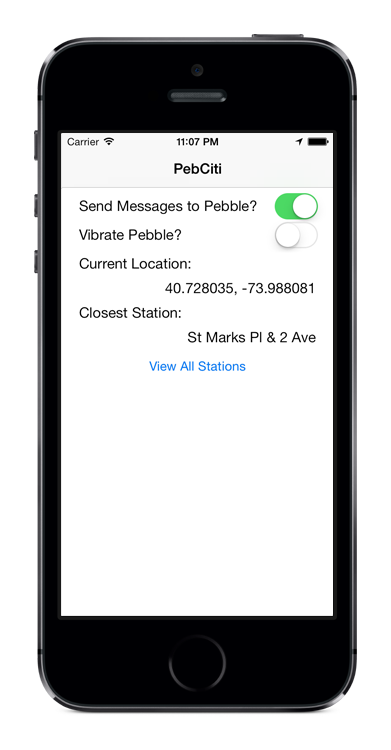 Carrier 11:07 PM
PebCiti
Send Messages to Pebble?
Vibrate Pebble?
Current Location:
40.728035, -73.988081
Closest Station:
St Marks Pl & 2 Ave
View All Stations